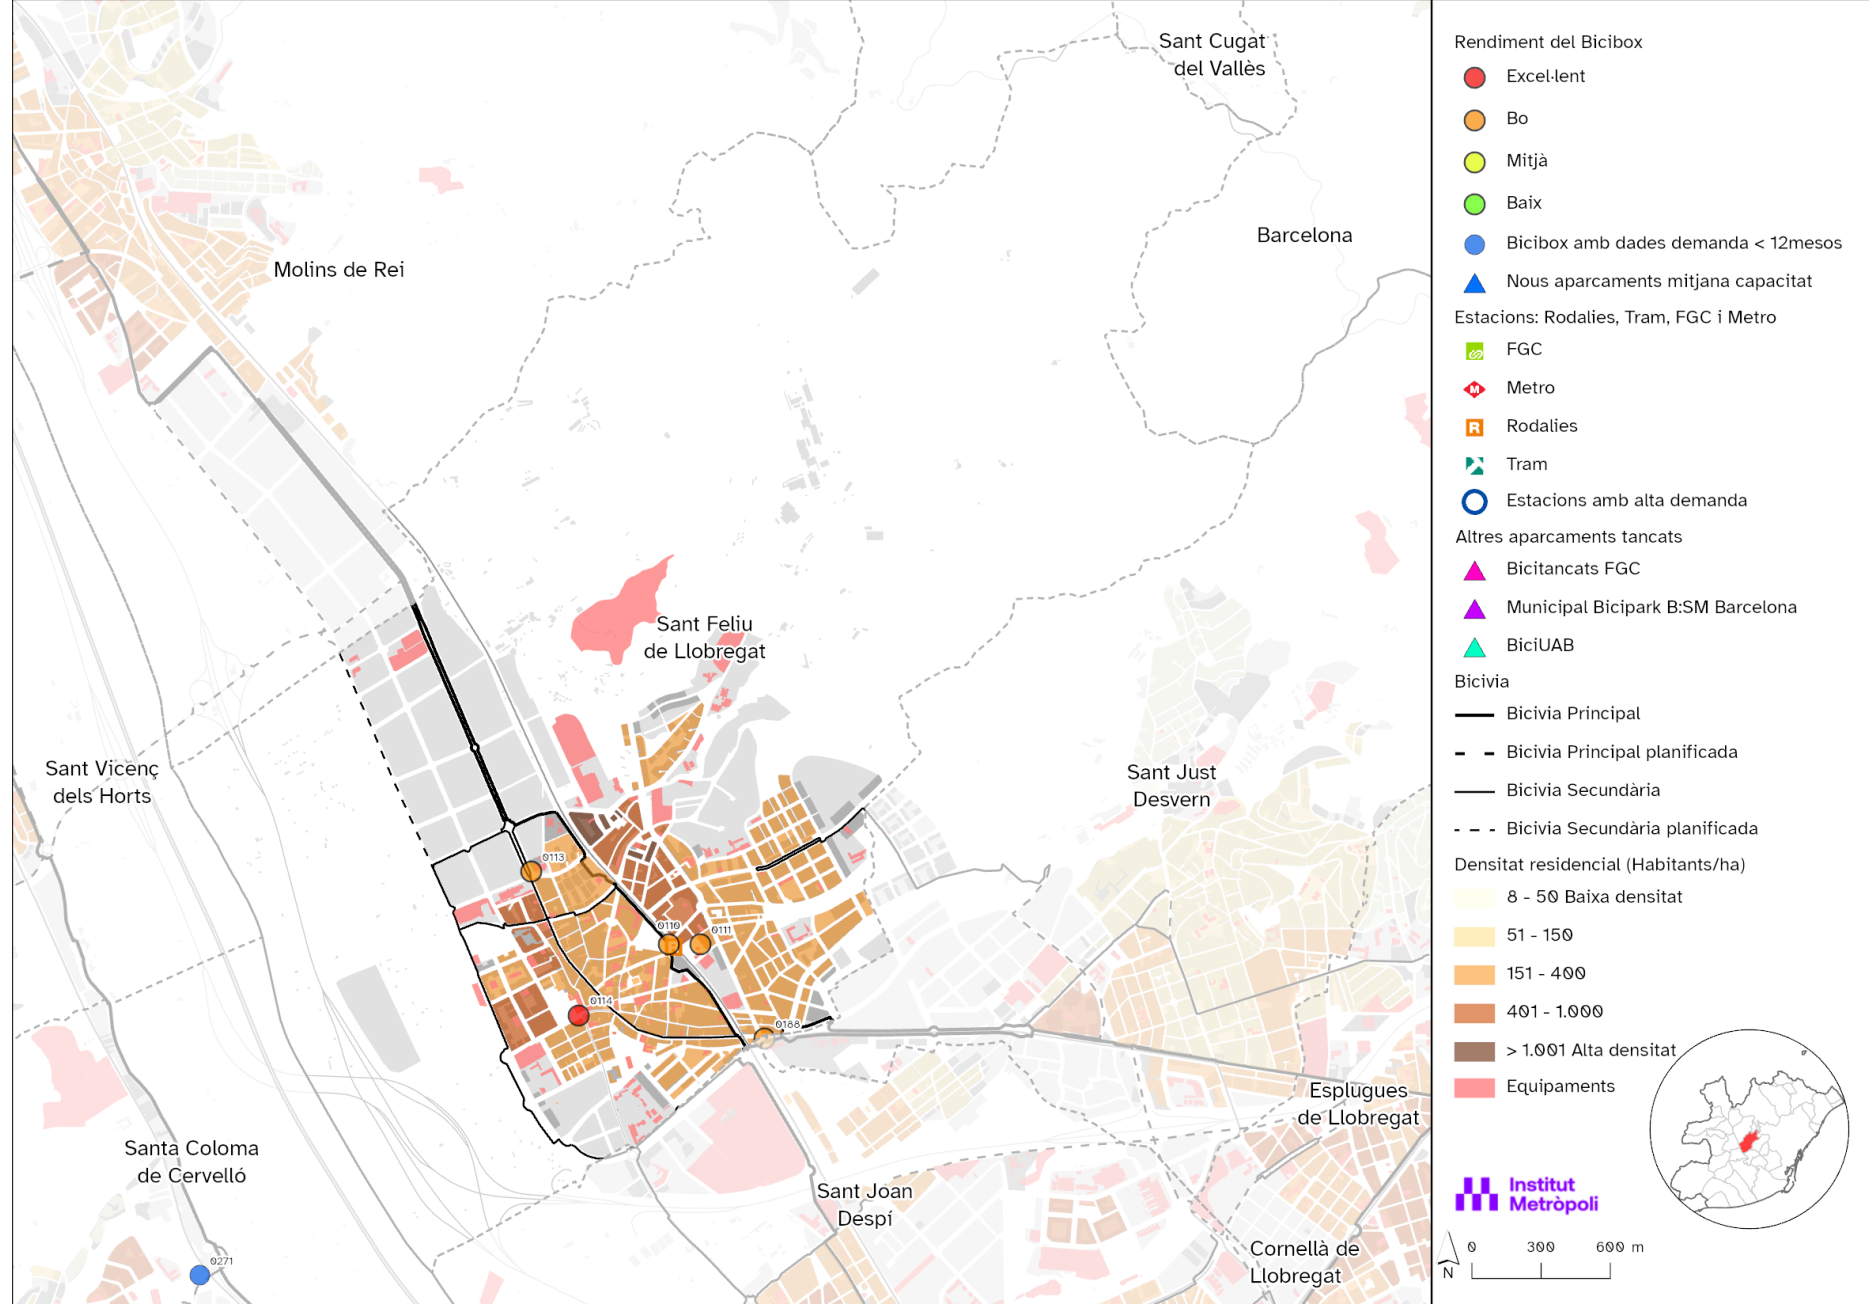 Sant Cugat
del Vallès
Barcelona
Molins de Rei
Sant Feliu
de Llobregat
Sant Vicenç
dels Horts
Sant Just
Desvern
0113
0110
0111
0114
0188
Esplugues
de Llobregat
Santa Coloma
de Cervelló
Sant Joan
Despí
Cornellà de
Llobregat
0271
Rendiment del Bicibox
Excel·lent
Bo
Mitjà
Baix
Bicibox amb dades demanda < 12mesos
Nous aparcaments mitjana capacitat
Estacions: Rodalies, Tram, FGC i Metro
FGC
M
Metro
R
Rodalies
Tram
Estacions amb alta demanda
Altres aparcaments tancats
Bicitancats FGC
Municipal Bicipark B:SM Barcelona
BiciUAB
Bicivia
Bicivia Principal
Bicivia Principal planificada
Bicivia Secundària
Bicivia Secundària planificada
Densitat residencial (Habitants/ha)
8 - 50 Baixa densitat
51 - 150
151 - 400
401 - 1.000
> 1.001 Alta densitat
Equipaments
Institut
Metròpoli
N
0 300 600 m